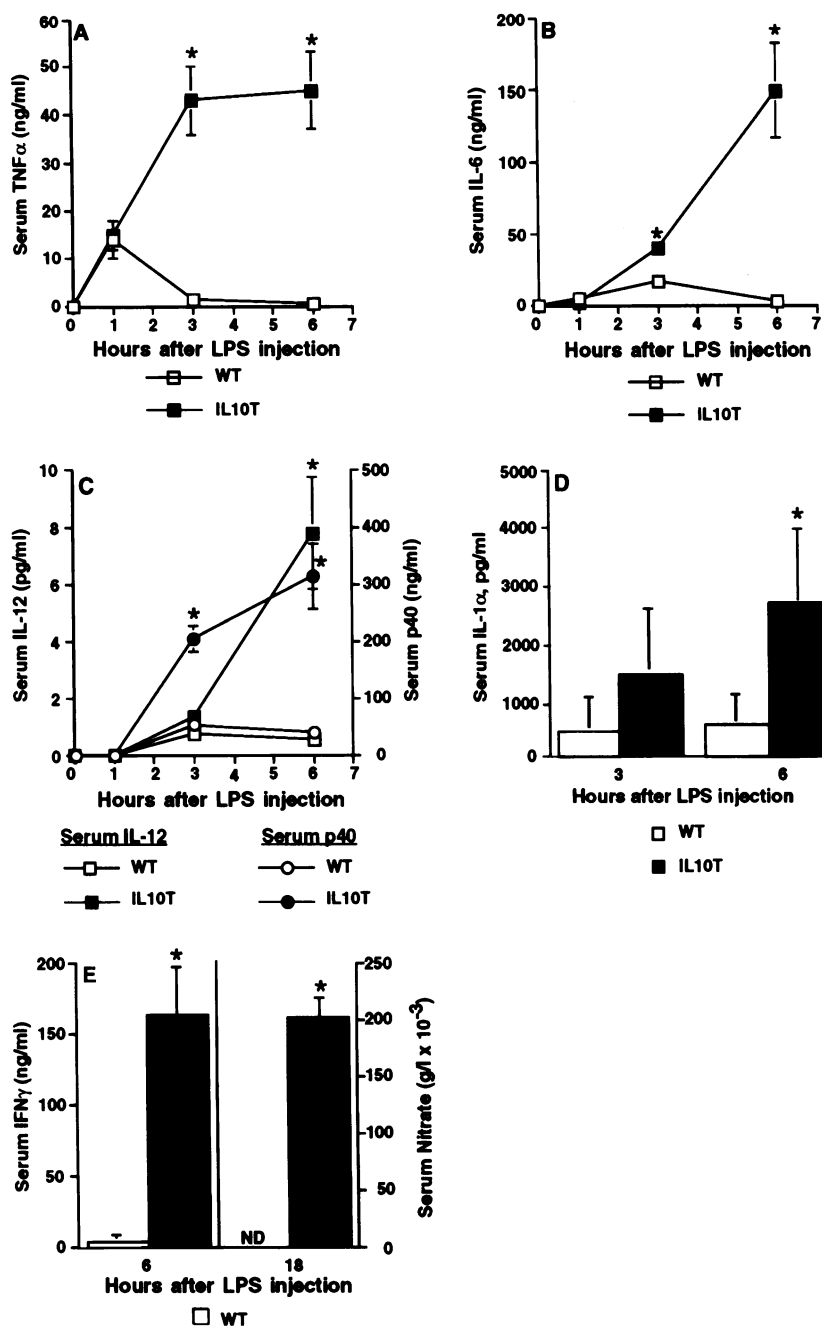 A
Serum TNFα (ng/ml)
60
50
40
30
20
10
0
*
*
0 1 2 3 4 5 6 7
Hours after LPS injection
WT
IL10T
B
Serum IL-6 (ng/ml)
200
150
100
50
0
*
*
0 1 2 3 4 5 6 7
Hours after LPS injection
WT
IL10T
C
Serum IL-12 (pg/ml)
10
8
6
4
2
0
*
*
*
500
400
300
200
100
0
Serum p40 (ng/ml)
0 1 2 3 4 5 6 7
Hours after LPS injection
Serum IL-12 Serum p40
WT WT
IL10T IL10T
D
Serum IL-1α, pg/ml
5000
4000
3000
2000
1000
0
*
3 6
Hours after LPS injection
WT
IL10T
E
Serum IFNγ (ng/ml)
200
150
100
50
0
*
*
ND
250
200
150
100
50
0
Serum Nitrate (g/l x 10⁻³)
6 18
Hours after LPS injection
WT